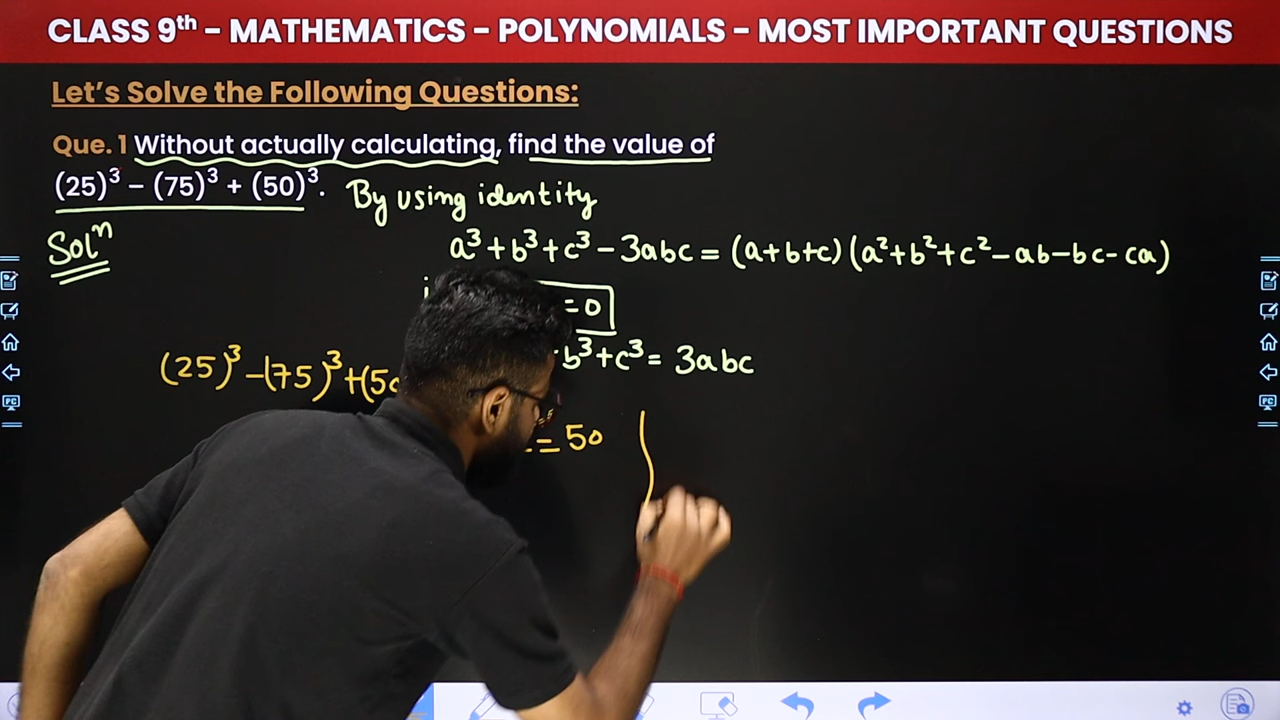 CLASS 9th – MATHEMATICS – POLYNOMIALS – MOST IMPORTANT QUESTIONS
Let's Solve the Following Questions:
Que. 1 Without actually calculating, find the value of
(25)³ – (75)³ + (50)³. By using identity
Solⁿ
a³+b³+c³-3abc=(a+b+c)(a²+b²+c²-ab-bc-ca)
=0
b³+c³= 3abc
(25)³-(75)³+(50
= 50